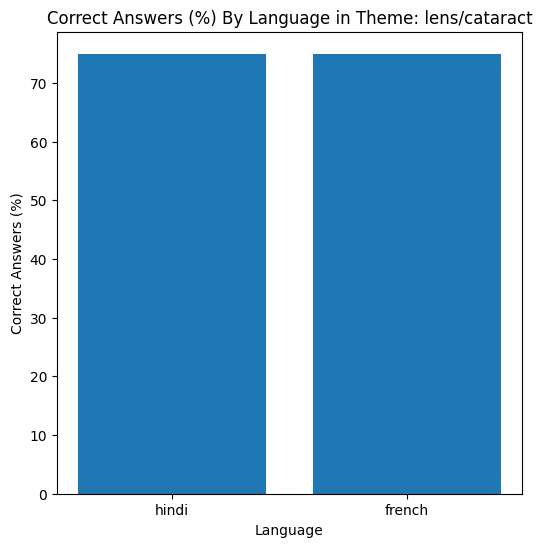 Correct Answers (%) By Language in Theme: lens/cataract
Correct Answers (%)
70
60
50
40
30
20
10
0
hindi
french
Language